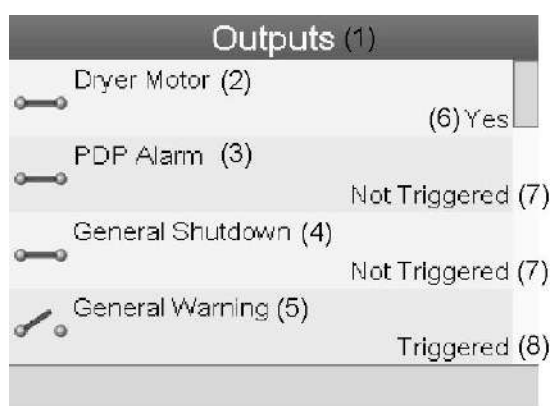 Outputs (1)
Dryer Motor (2)
(6) Yes
PDP Alarm (3)
Not Triggered (7)
General Shutdown (4)
Not Triggered (7)
General Warning (5)
Triggered (8)